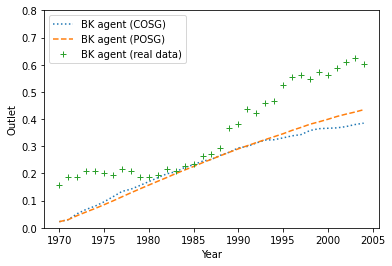 0.8
0.7
0.6
0.5
0.4
0.3
0.2
0.1
0.0
Outlet
BK agent (COSG)
BK agent (POSG)
BK agent (real data)
1970 1975 1980 1985 1990 1995 2000 2005
Year